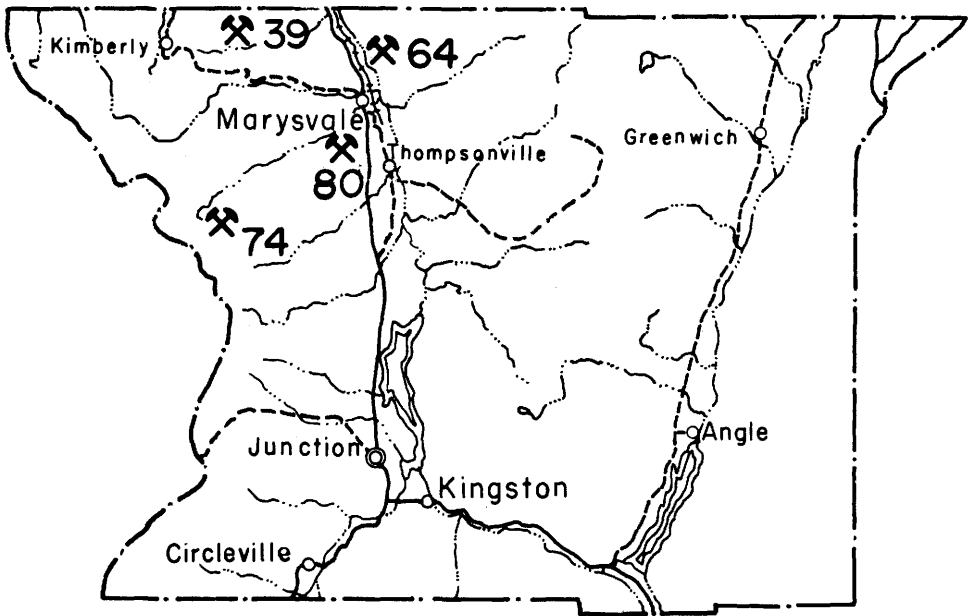 Kimberly
39
64
Marysvale
Greenwich
Thompsonville
80
74
Junction
Angle
Kingston
Circleville